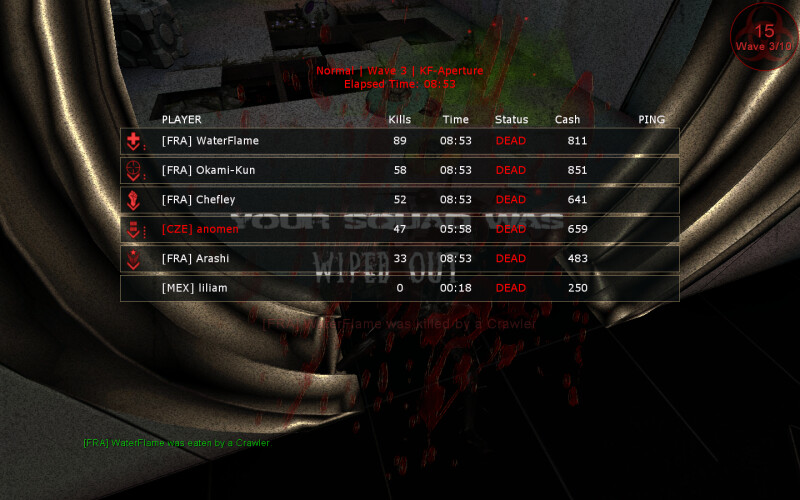 15
Wave 3/10
Normal | Wave 3 | KF-Aperture
Elapsed Time: 08:53
PLAYER Kills Time Status Cash PING
[FRA] WaterFlame 89 08:53 DEAD 811
[FRA] Okami-Kun 58 08:53 DEAD 851
[FRA] Chefley 52 08:53 DEAD 641
YOUR SQUAD WAS
[CZE] anomen 47 05:58 DEAD 659
[FRA] Arashi 33 08:53 DEAD 483
WIPED OUT
[MEX] liliam 0 00:18 DEAD 250
[FRA] WaterFlame was killed by a Crawler
[FRA] WaterFlame was eaten by a Crawler.